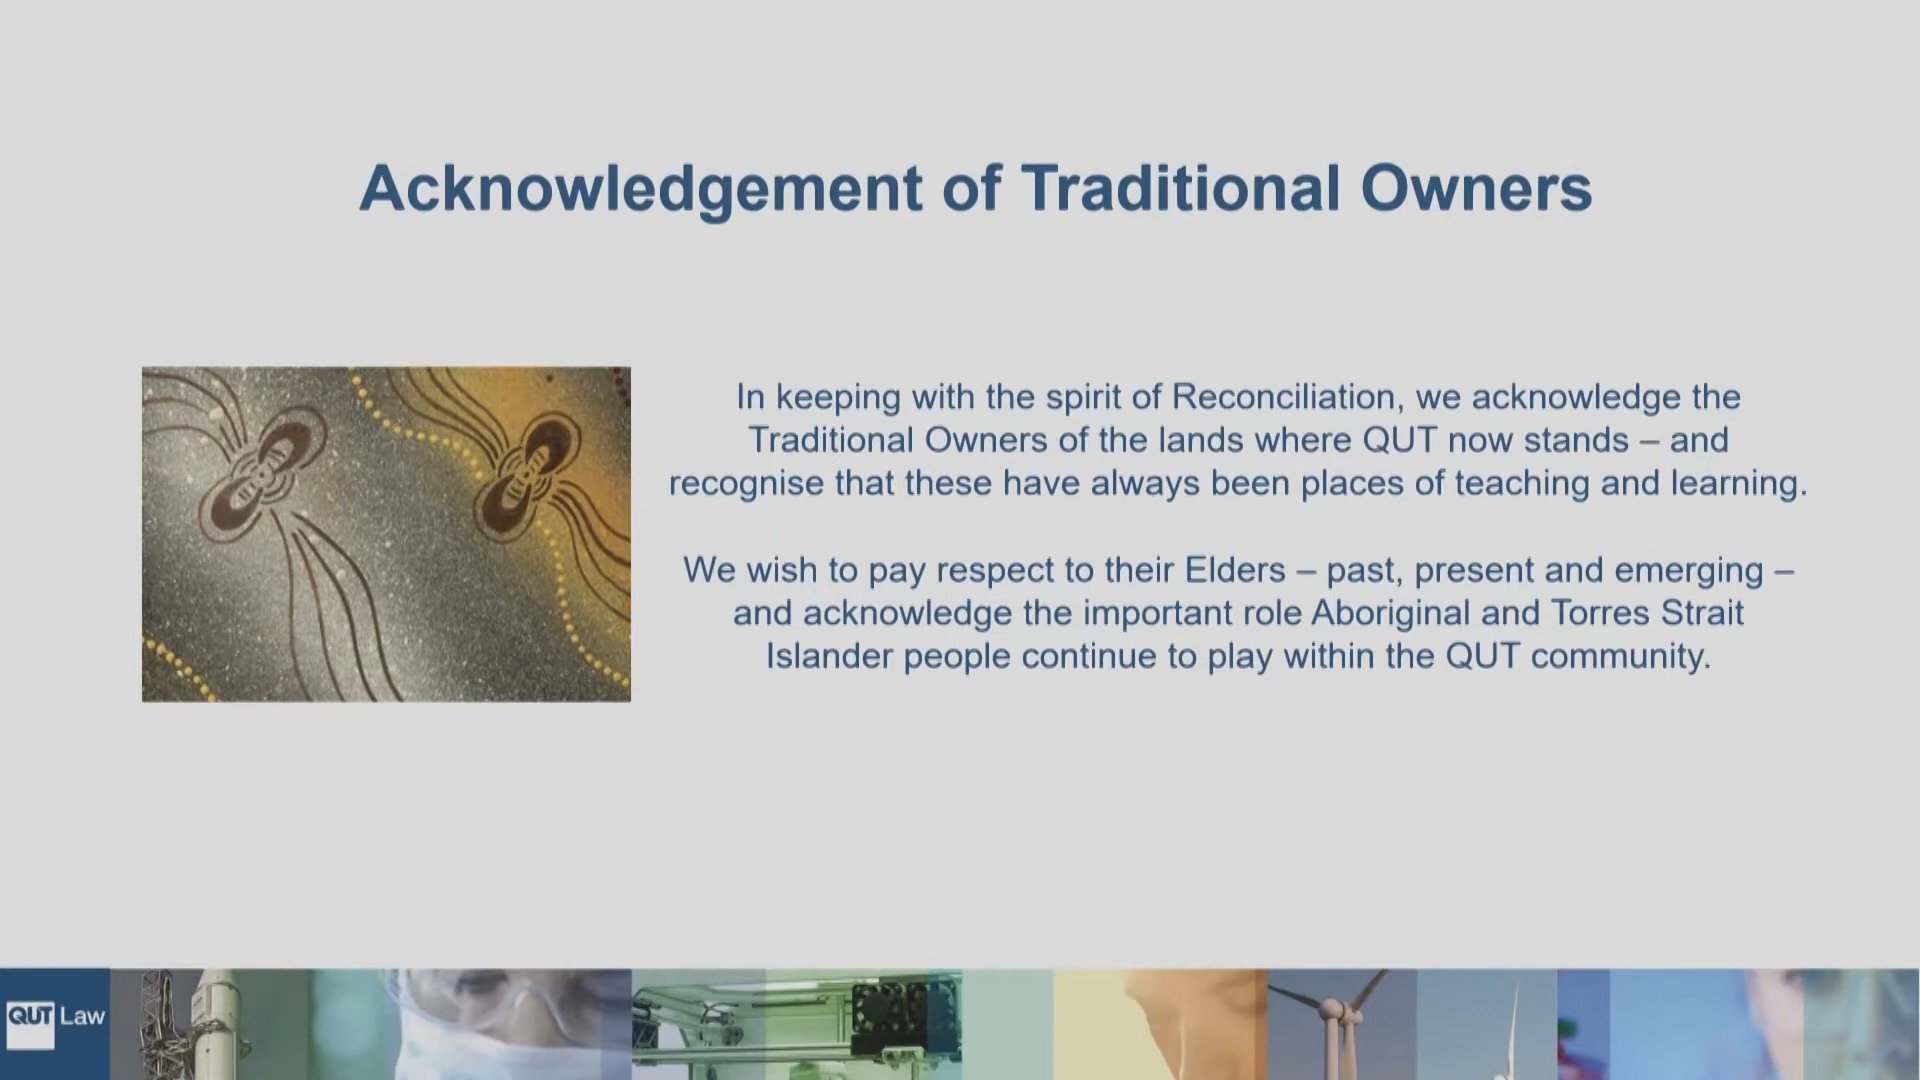 Acknowledgement of Traditional Owners
In keeping with the spirit of Reconciliation, we acknowledge the
Traditional Owners of the lands where QUT now stands – and
recognise that these have always been places of teaching and learning.
We wish to pay respect to their Elders – past, present and emerging –
and acknowledge the important role Aboriginal and Torres Strait
Islander people continue to play within the QUT community.
QUT Law